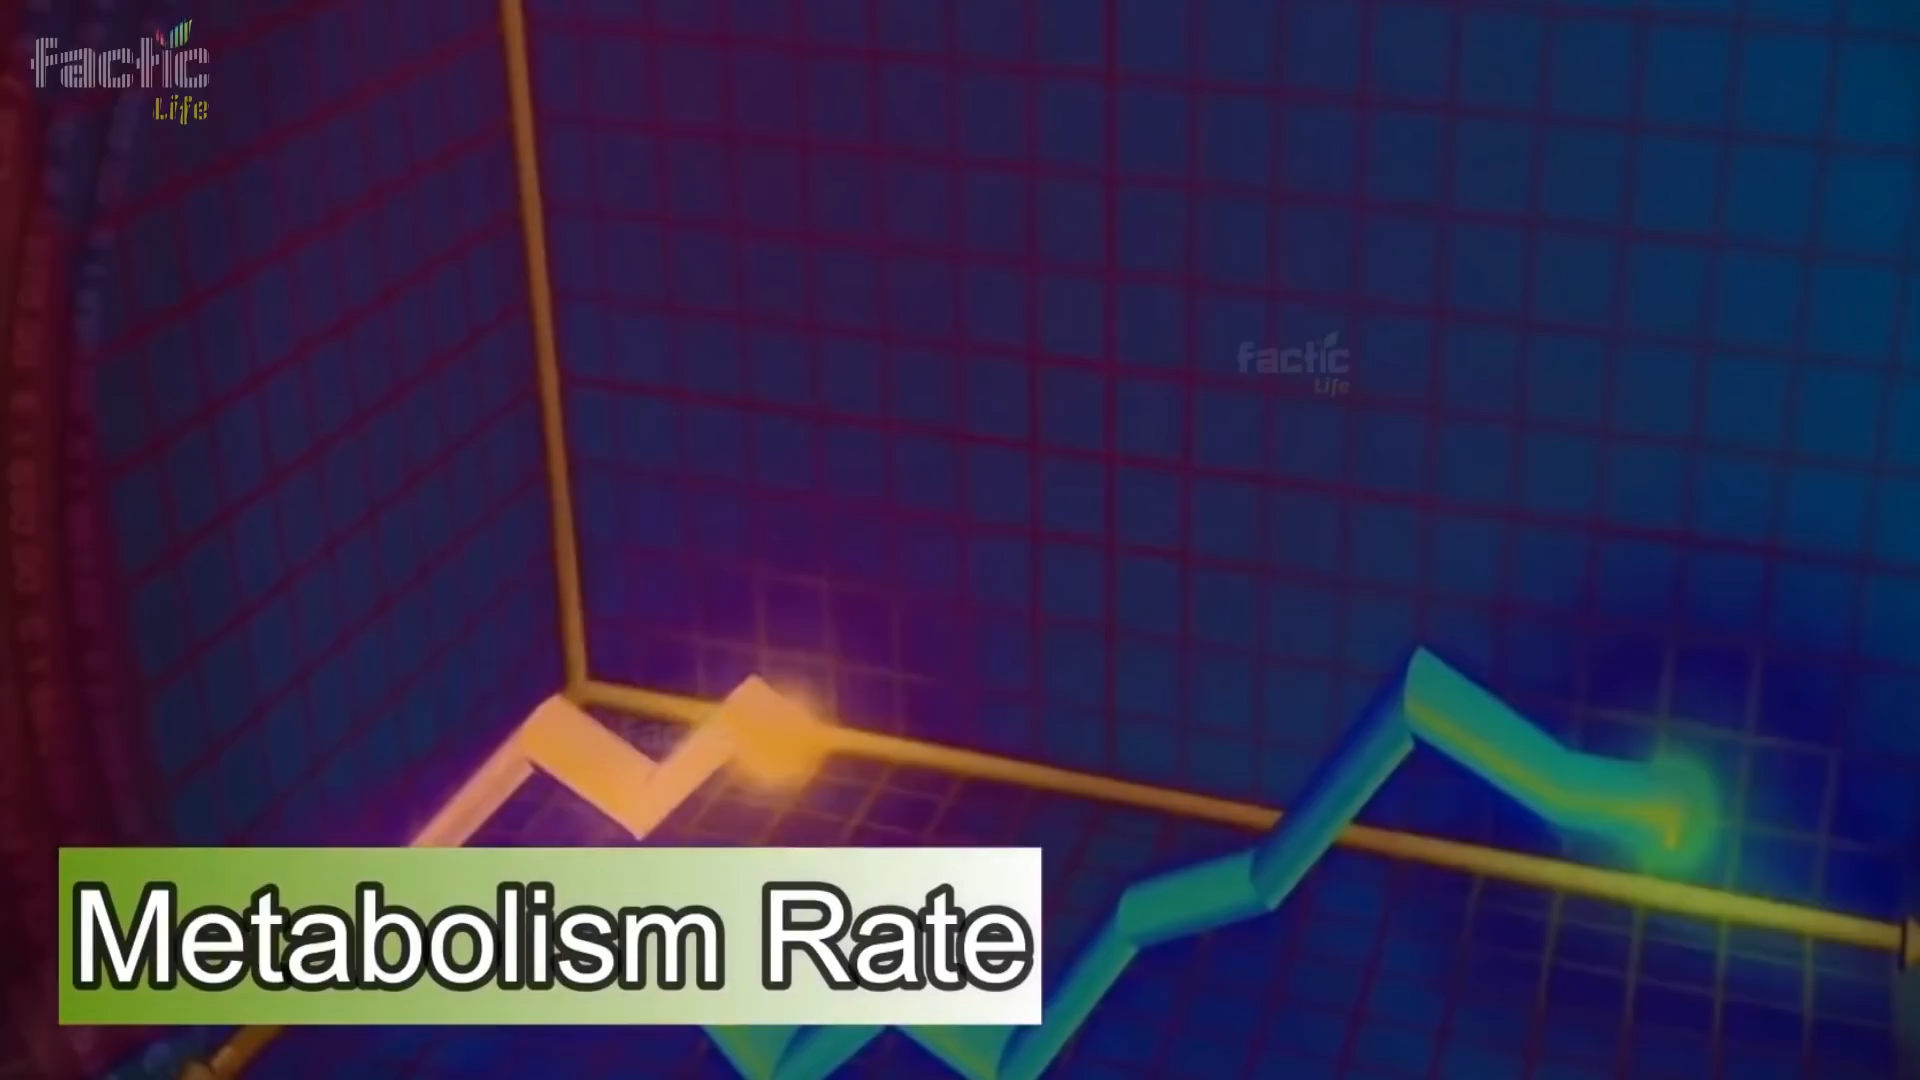 factic
Life
factic
Life
Metabolism Rate